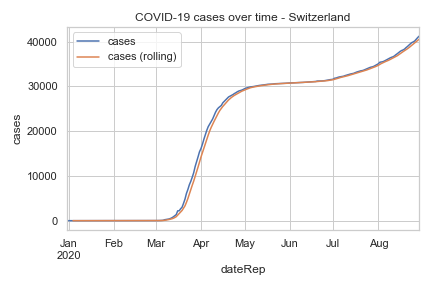 COVID-19 cases over time - Switzerland
cases
cases (rolling)
40000
30000
20000
10000
0
cases
Jan Feb Mar Apr May Jun Jul Aug
2020
dateRep